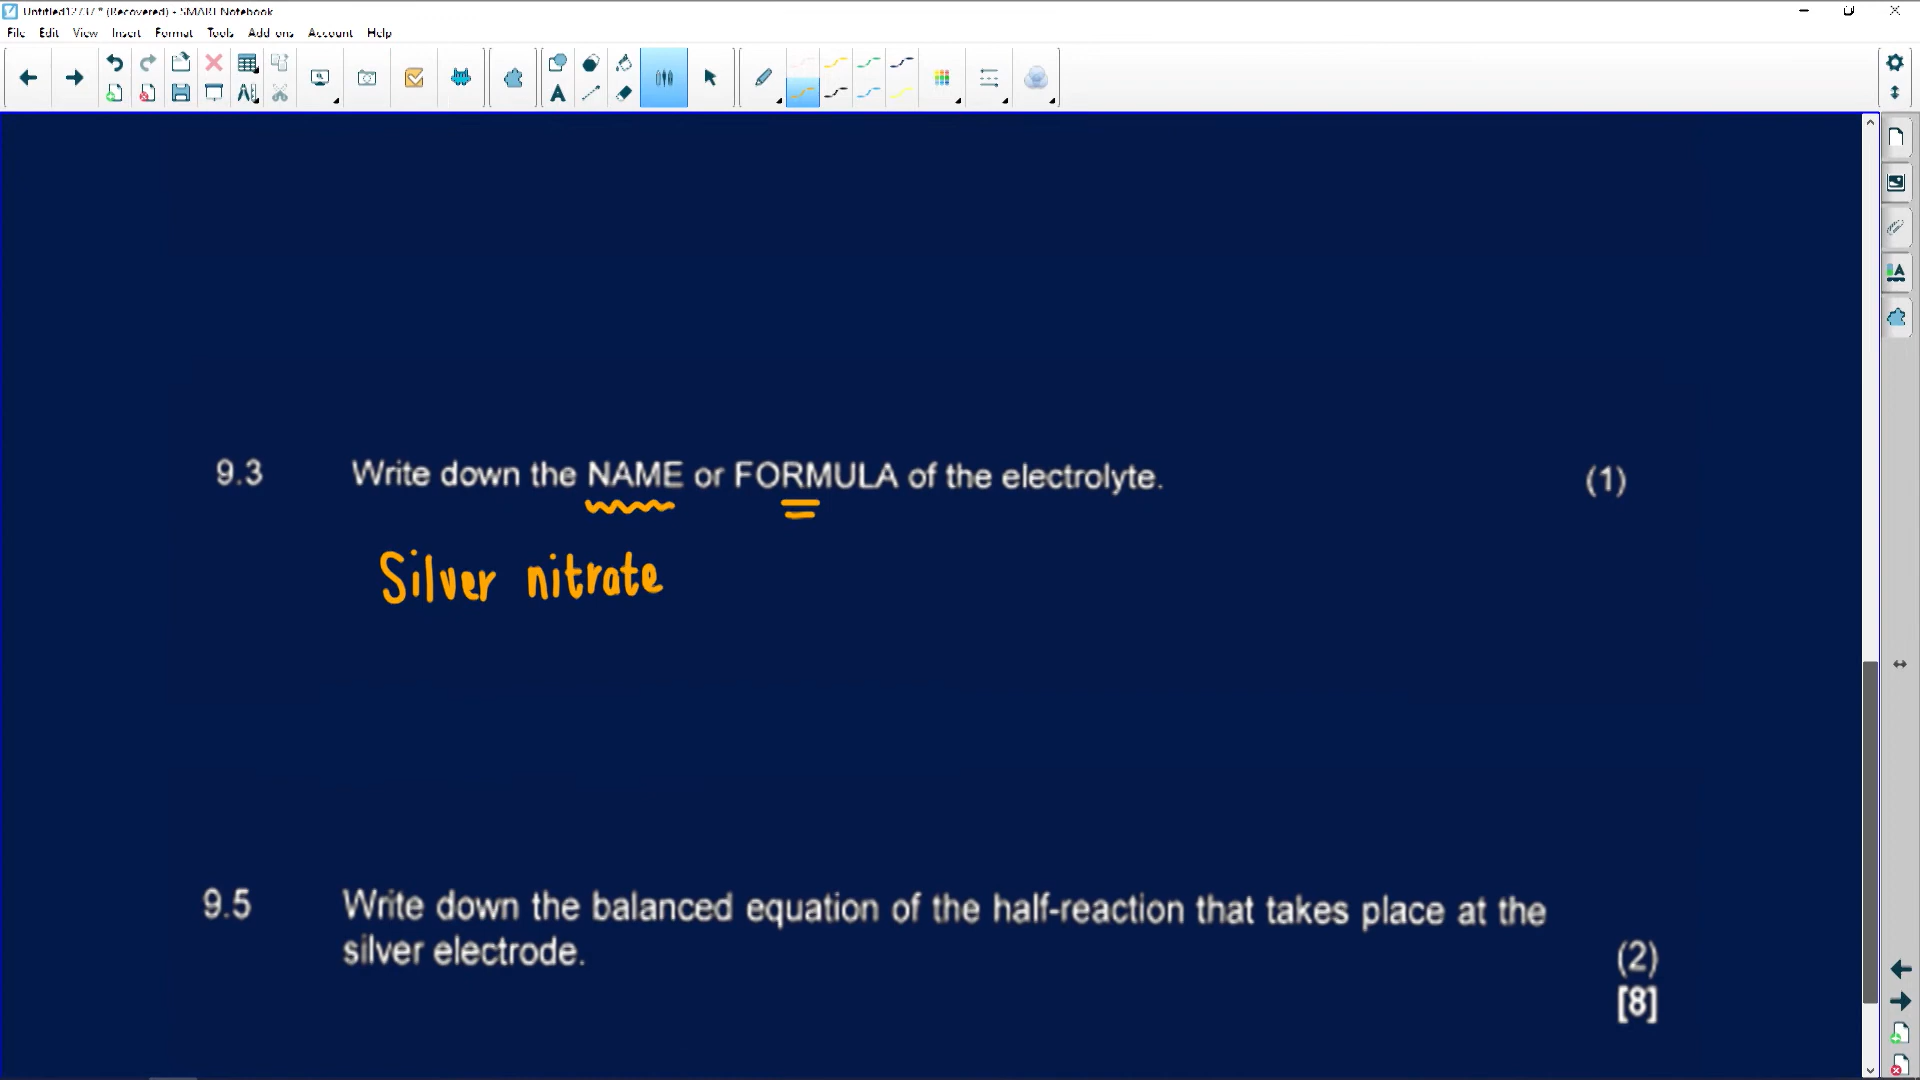 Untitled12737 * (Recovered) - SMART Notebook
File Edit View Insert Format Tools Add-ons Account Help
9.3 Write down the NAME or FORMULA of the electrolyte. (1)
Silver nitrate
9.5 Write down the balanced equation of the half-reaction that takes place at the
silver electrode.
(2)
[8]